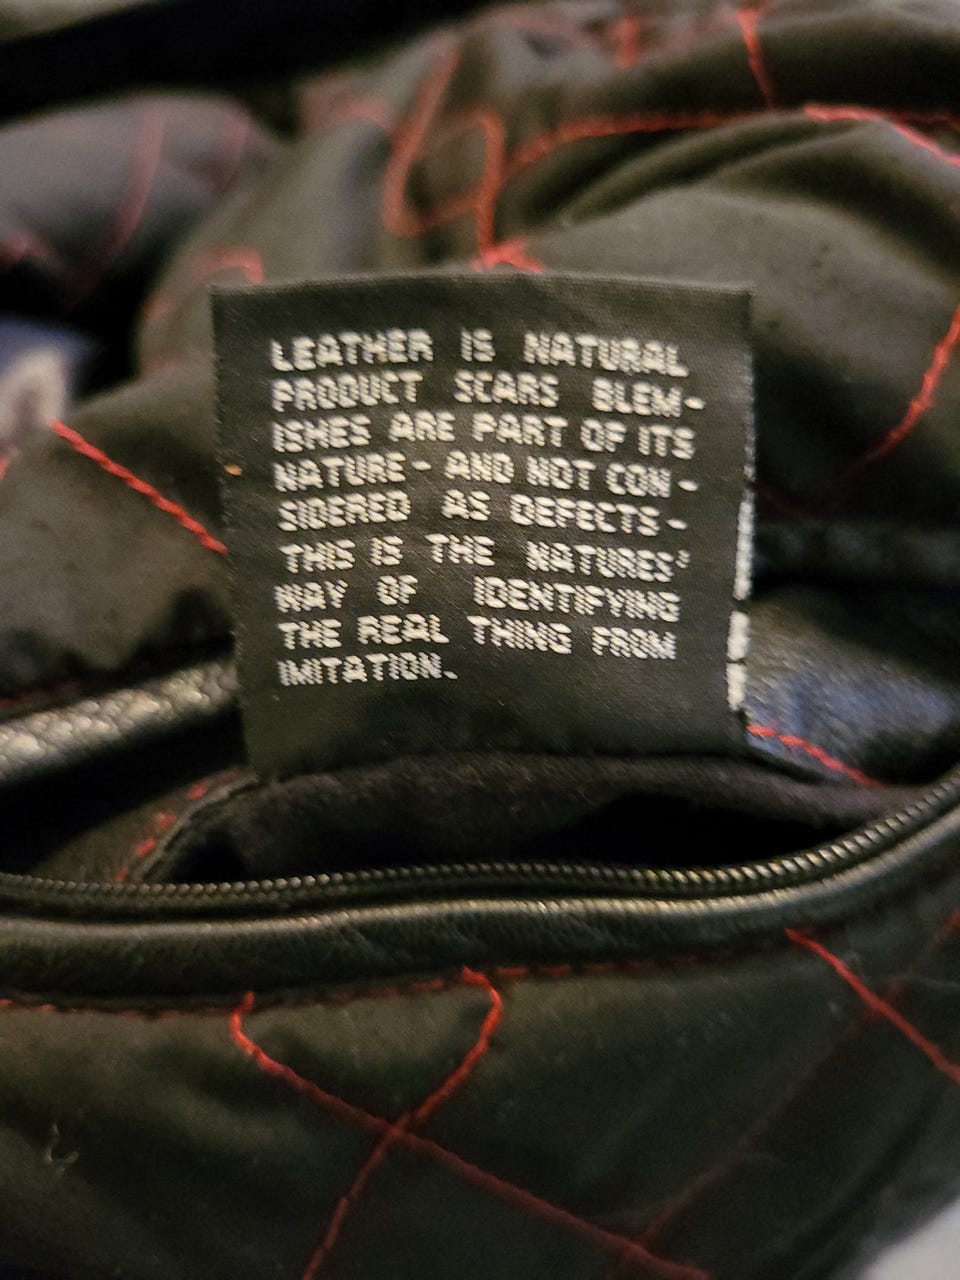 LEATHER IS NATURAL
PRODUCT SCARS BLEM-
ISHES ARE PART OF ITS
NATURE- AND NOT CON-
SIDERED AS DEFECTS-
THIS IS THE NATURES'
WAY OF IDENTIFYING
THE REAL THING FROM
IMITATION.